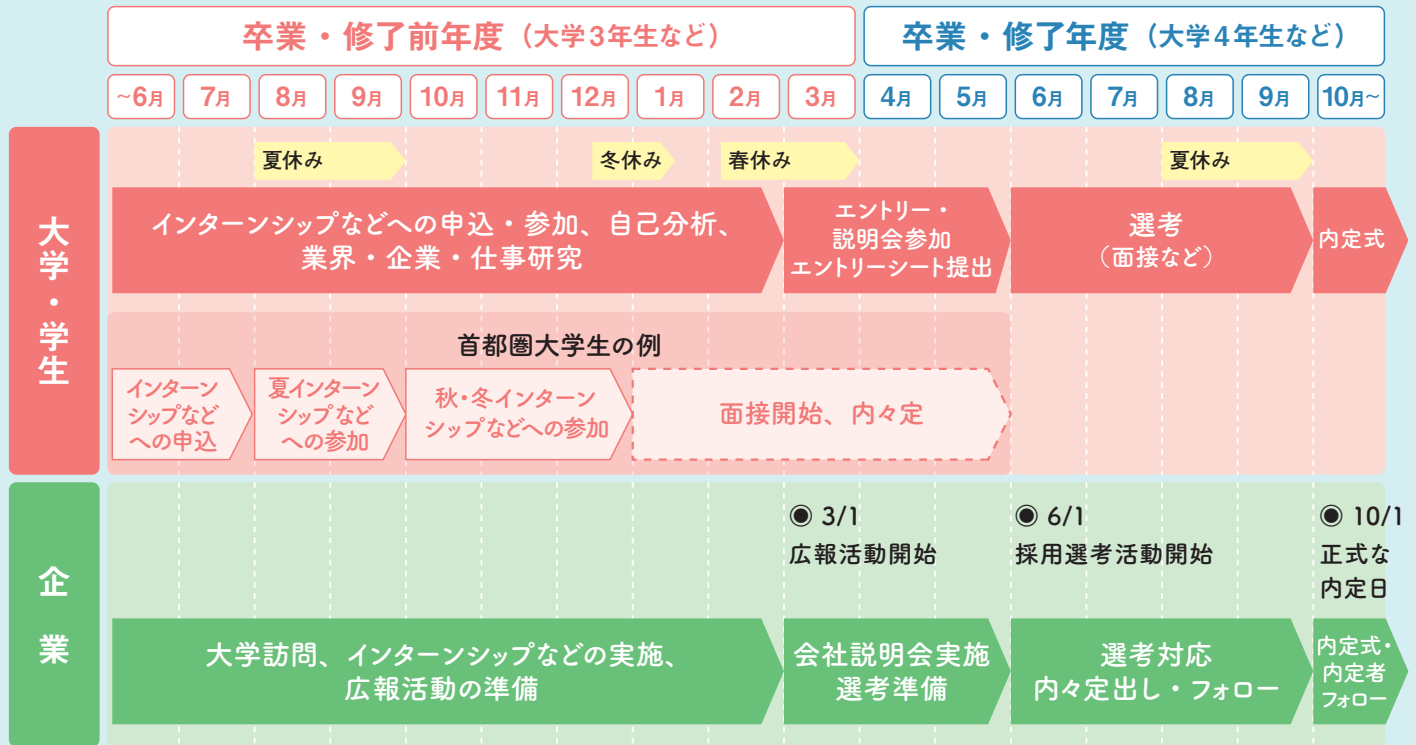 卒業・修了前年度（大学3年生など）
卒業・修了年度（大学4年生など）
~6月
7月
8月
9月
10月
11月
12月
1月
2月
3月
4月
5月
6月
7月
8月
9月
10月~
大学・学生
夏休み
冬休み
春休み
夏休み
インターンシップなどへの申込・参加、自己分析、
業界・企業・仕事研究
エントリー・
説明会参加
エントリーシート提出
選考
（面接など）
内定式
首都圏大学生の例
インターン
シップなど
への申込
夏インターン
シップなど
への参加
秋・冬インターン
シップなどへの参加
面接開始、内々定
企業
◉ 3/1
広報活動開始
◉ 6/1
採用選考活動開始
◉ 10/1
正式な
内定日
大学訪問、インターンシップなどの実施、
広報活動の準備
会社説明会実施
選考準備
選考対応
内々定出し・フォロー
内定式・
内定者
フォロー